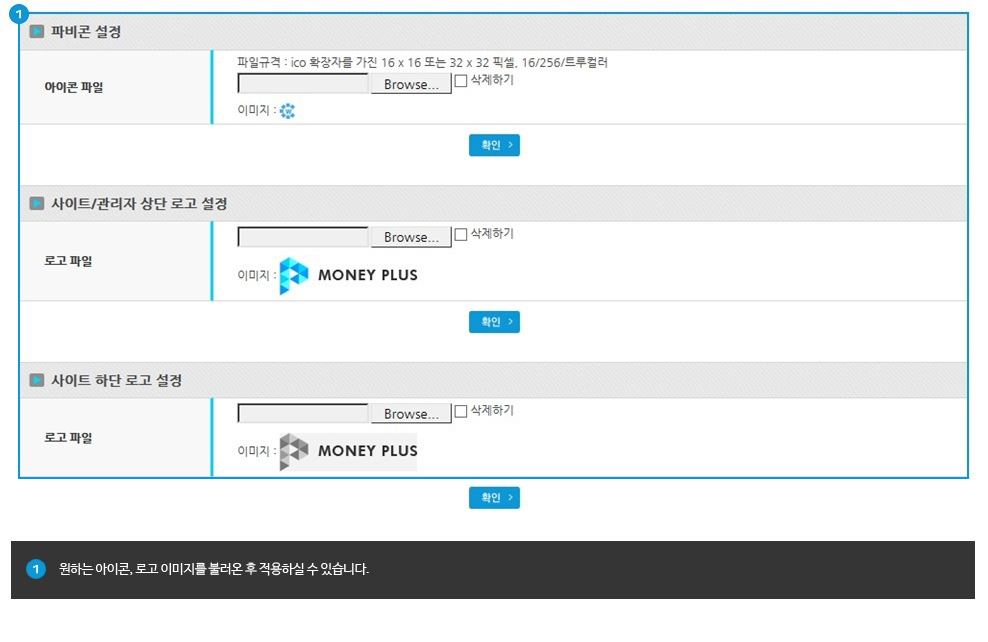 1
파비콘 설정
아이콘 파일
파일규격 : ico 확장자를 가진 16 x 16 또는 32 x 32 픽셀, 16/256/트루컬러
Browse... 삭제하기
이미지 : W
확인 >
사이트/관리자 상단 로고 설정
로고 파일
Browse... 삭제하기
이미지 : MONEY PLUS
확인 >
사이트 하단 로고 설정
로고 파일
Browse... 삭제하기
이미지 : MONEY PLUS
확인 >
1 원하는 아이콘, 로고 이미지를 불러온 후 적용하실 수 있습니다.